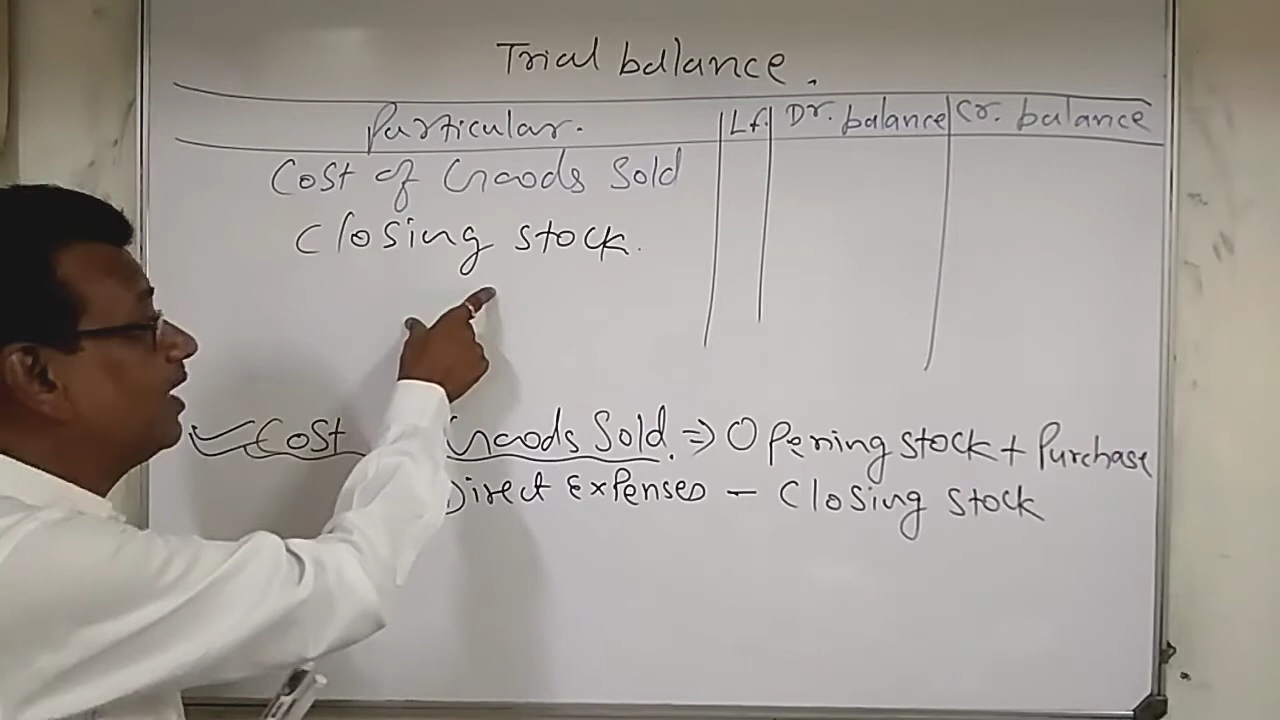 Trial balance.
Particular. Lf. Dr. balance Cr. balance
Cost of Goods Sold
Closing stock.
Cost Goods Sold. => Opening stock + Purchase
Direct Expenses - Closing stock